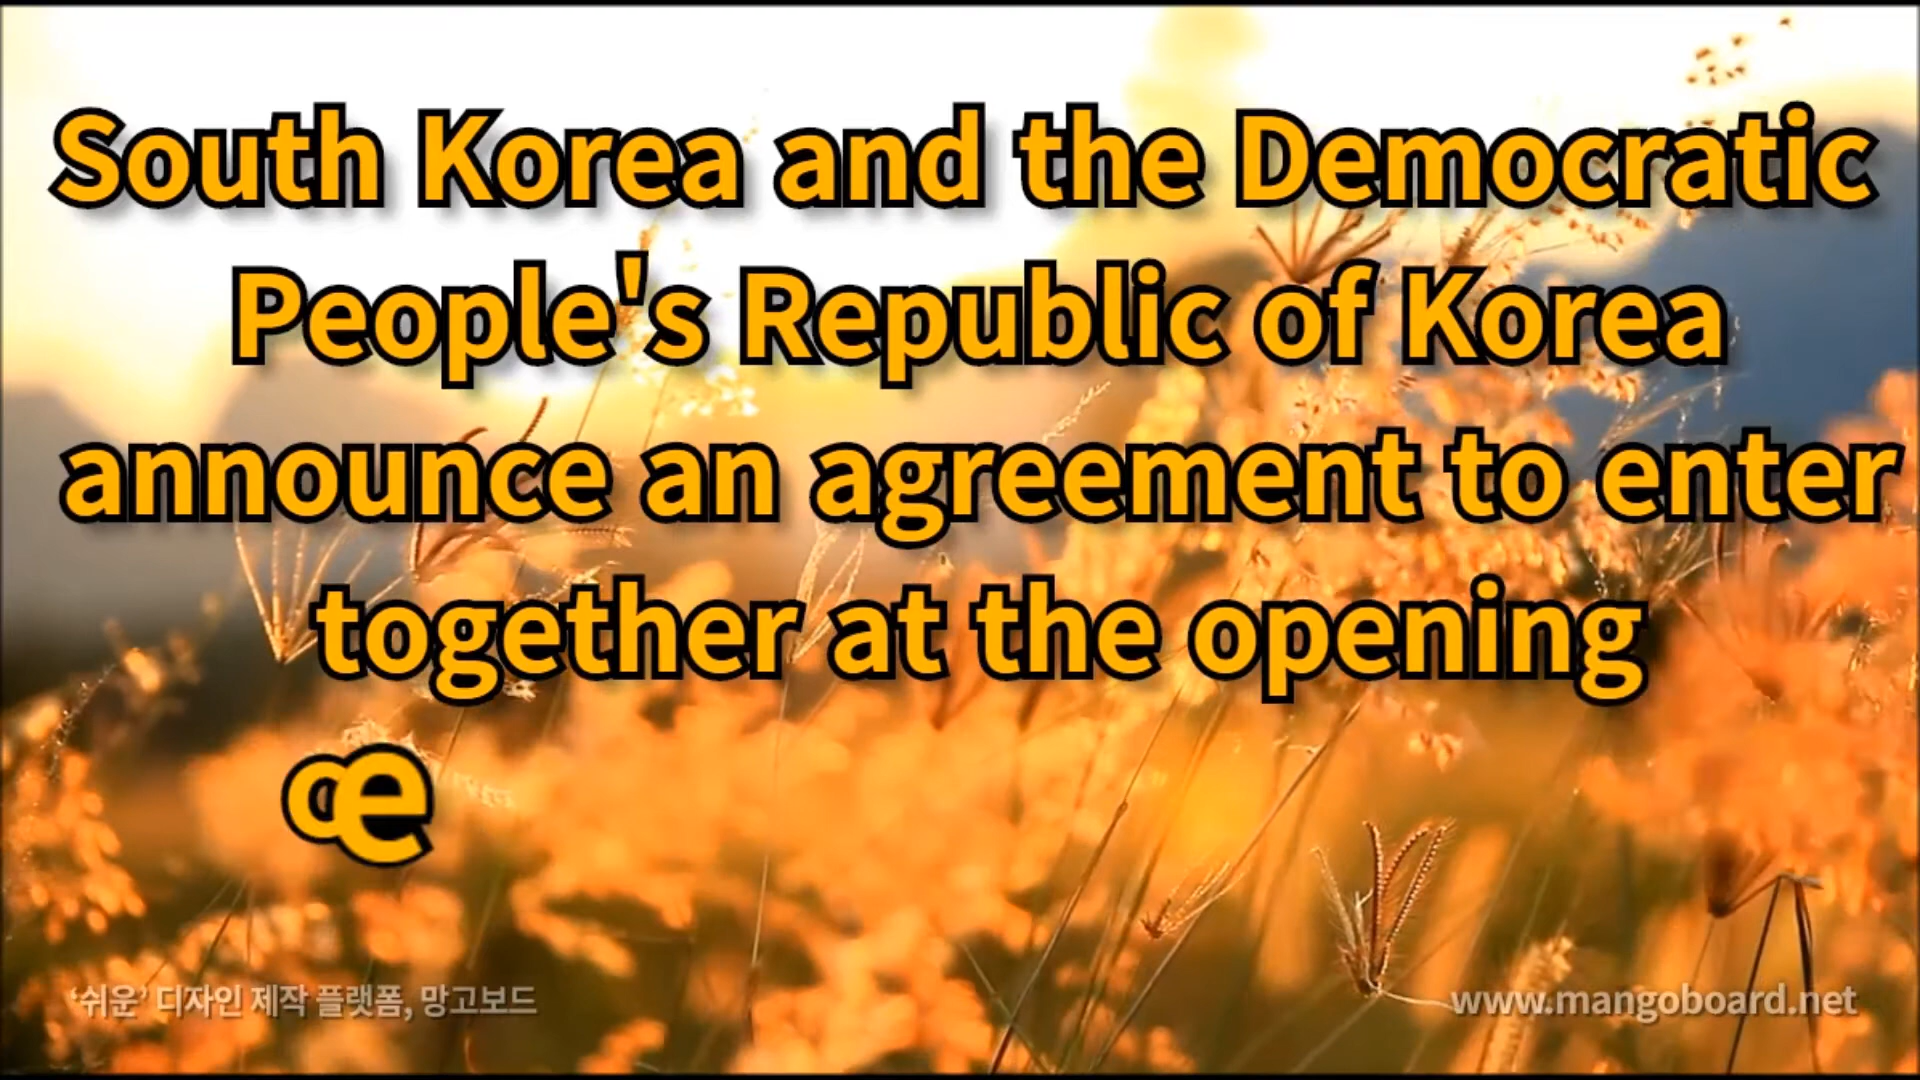 South Korea and the Democratic
People's Republic of Korea
announce an agreement to enter
together at the opening
ce
‘쉬운’ 디자인 제작 플랫폼, 망고보드
www.mangoboard.net